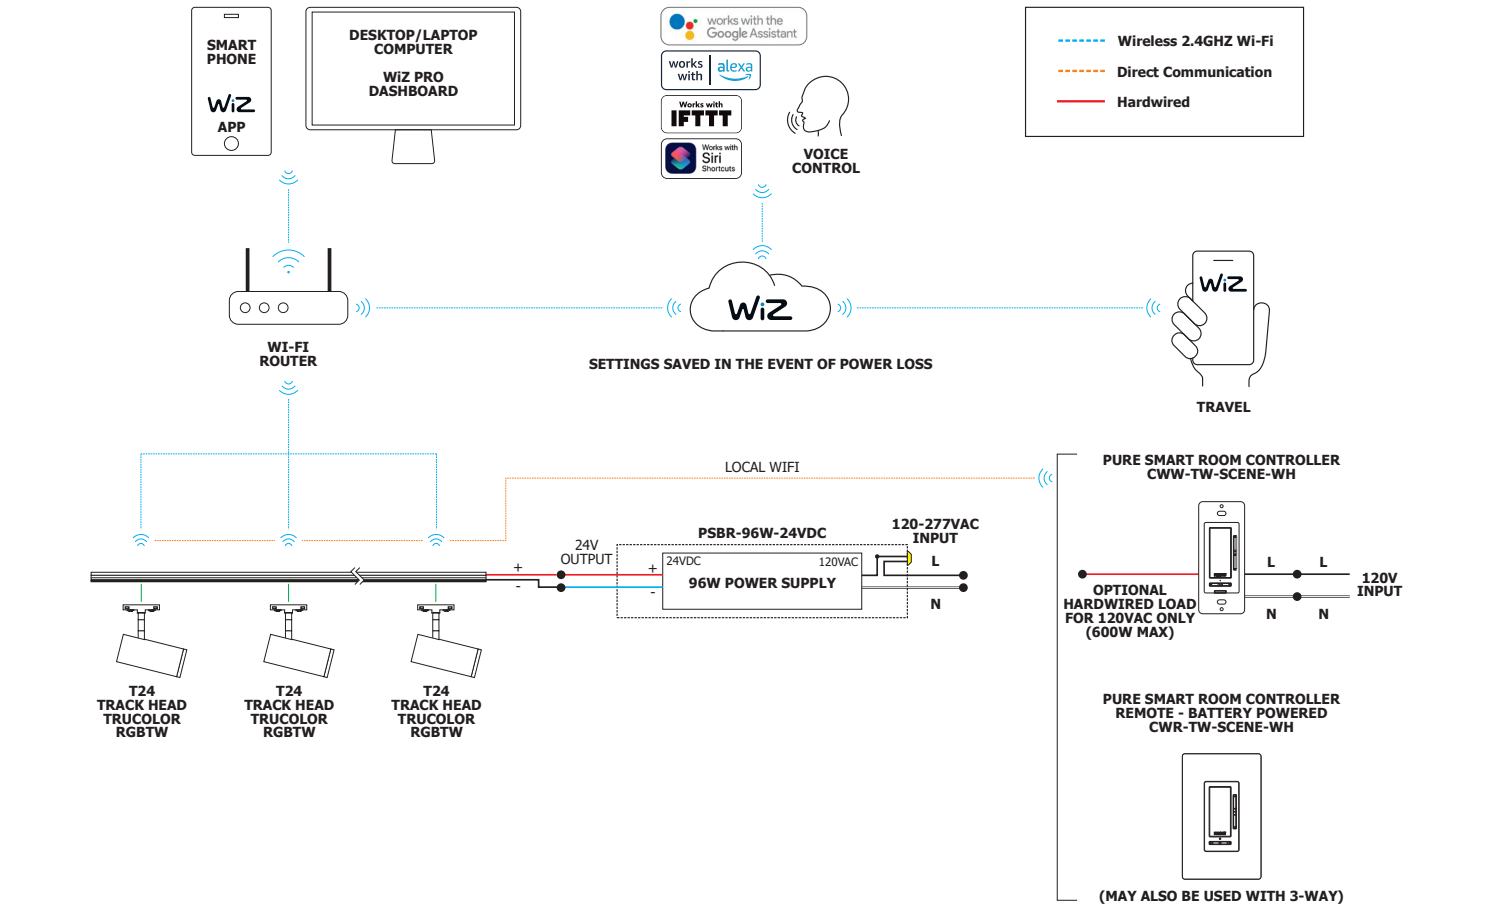 SMART
PHONE
WiZ
APP
DESKTOP/LAPTOP
COMPUTER
WiZ PRO
DASHBOARD
works with the
Google Assistant
works
with
alexa
Works with
IFTTT
Works with
Siri
Shortcuts
VOICE
CONTROL
Wireless 2.4GHZ Wi-Fi
Direct Communication
Hardwired
WI-FI
ROUTER
WiZ
SETTINGS SAVED IN THE EVENT OF POWER LOSS
WiZ
TRAVEL
LOCAL WIFI
PURE SMART ROOM CONTROLLER
CWW-TW-SCENE-WH
24V
OUTPUT
+
-
PSBR-96W-24VDC
+
-
24VDC
120VAC
96W POWER SUPPLY
120-277VAC
INPUT
L
N
OPTIONAL
HARDWIRED LOAD
FOR 120VAC ONLY
(600W MAX)
L
L
N
N
120V
INPUT
T24
TRACK HEAD
TRUCOLOR
RGBTW
T24
TRACK HEAD
TRUCOLOR
RGBTW
T24
TRACK HEAD
TRUCOLOR
RGBTW
PURE SMART ROOM CONTROLLER
REMOTE - BATTERY POWERED
CWR-TW-SCENE-WH
(MAY ALSO BE USED WITH 3-WAY)